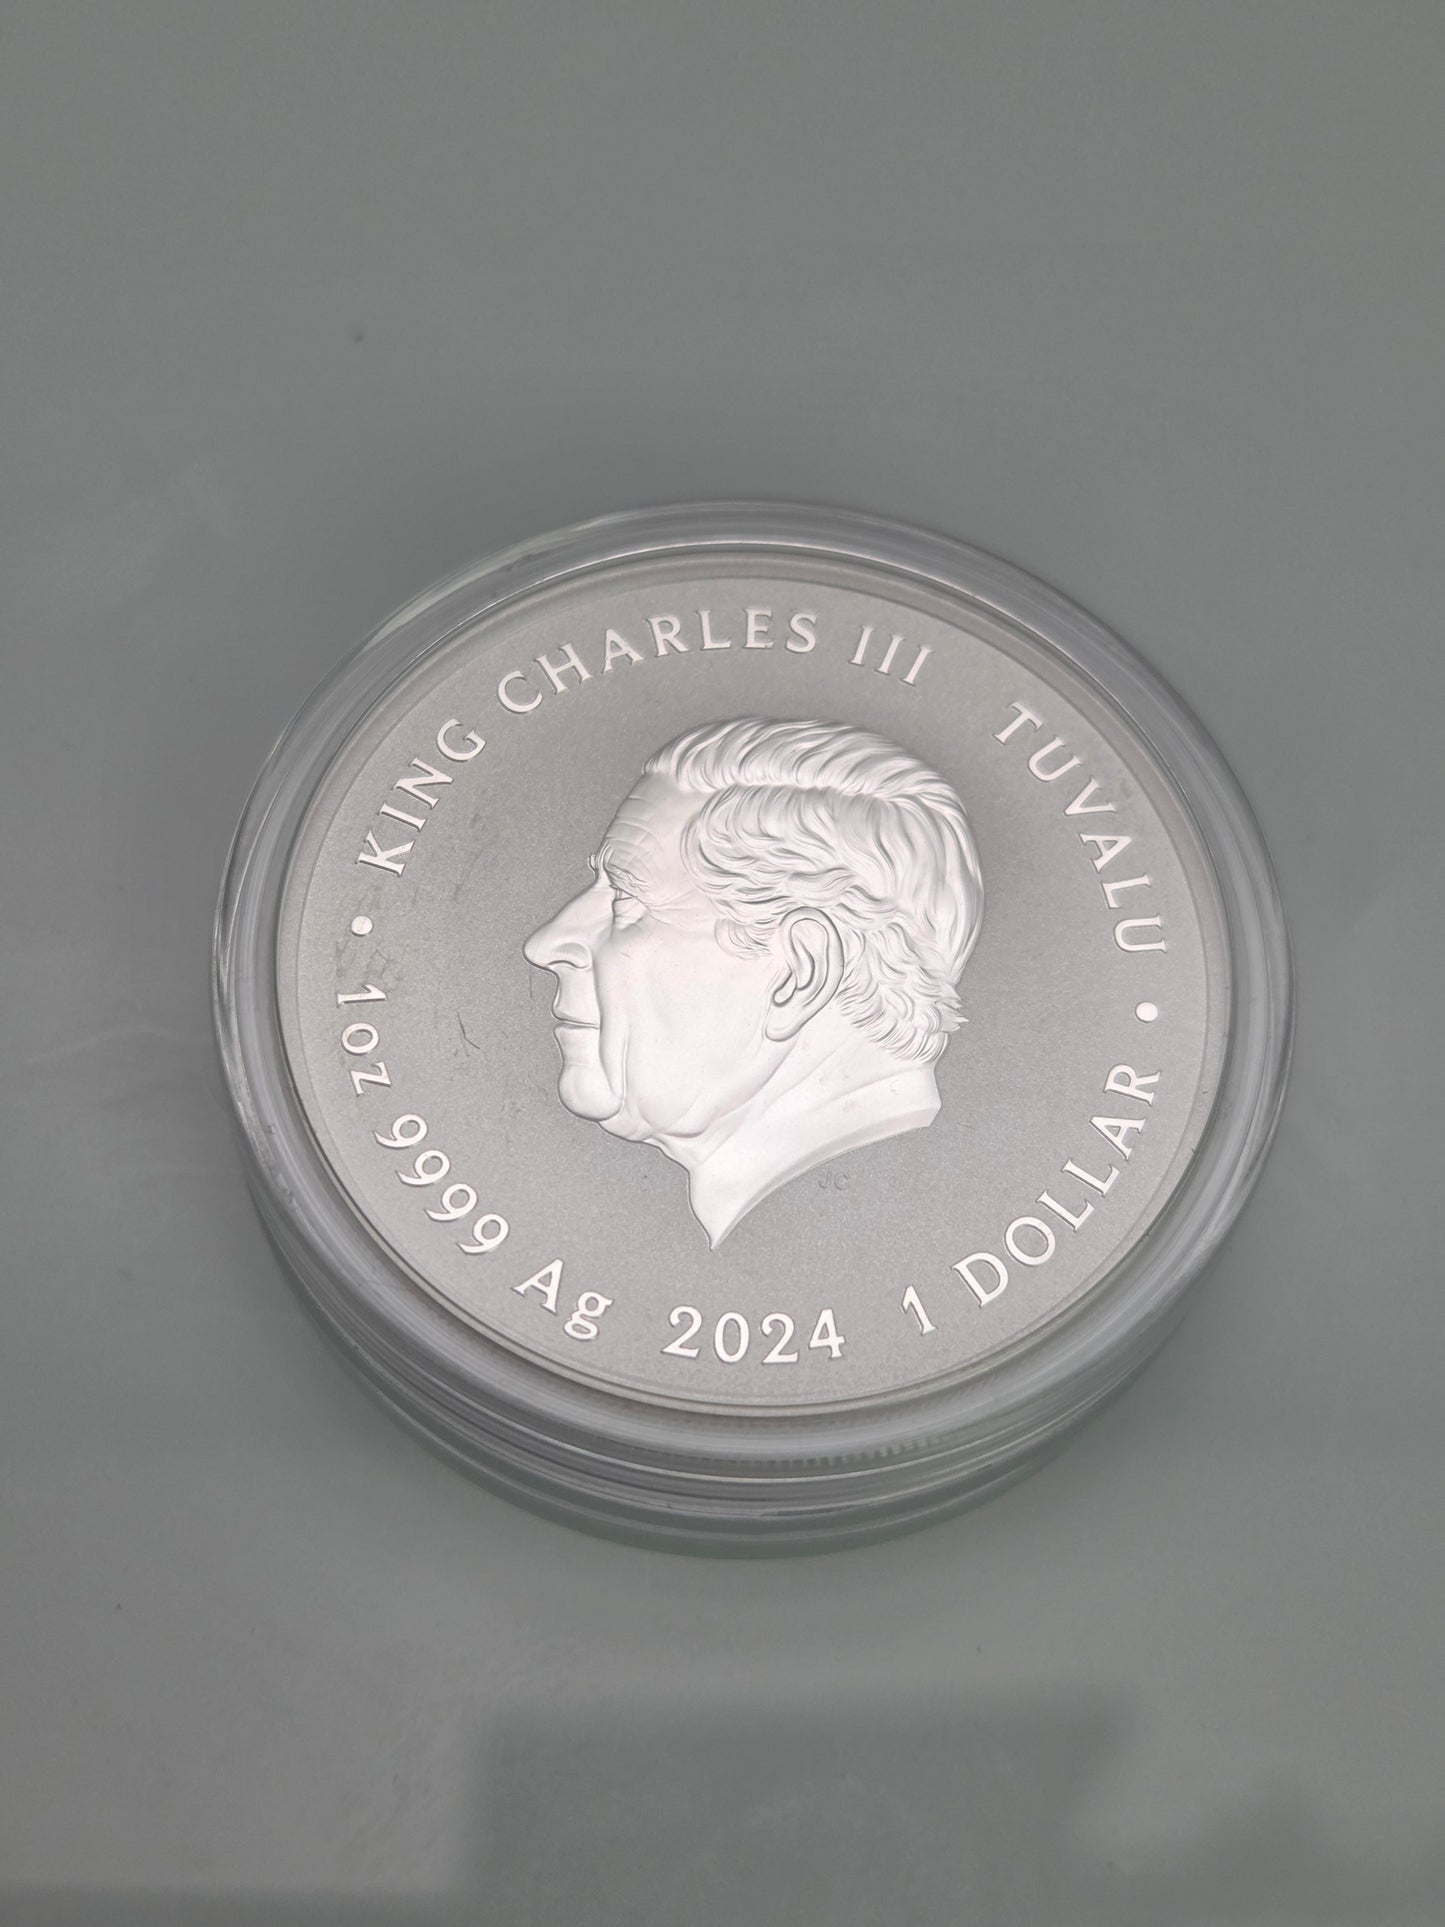 • KING CHARLES III TUVALU •
1oz 9999 Ag 2024 1 DOLLAR
JC